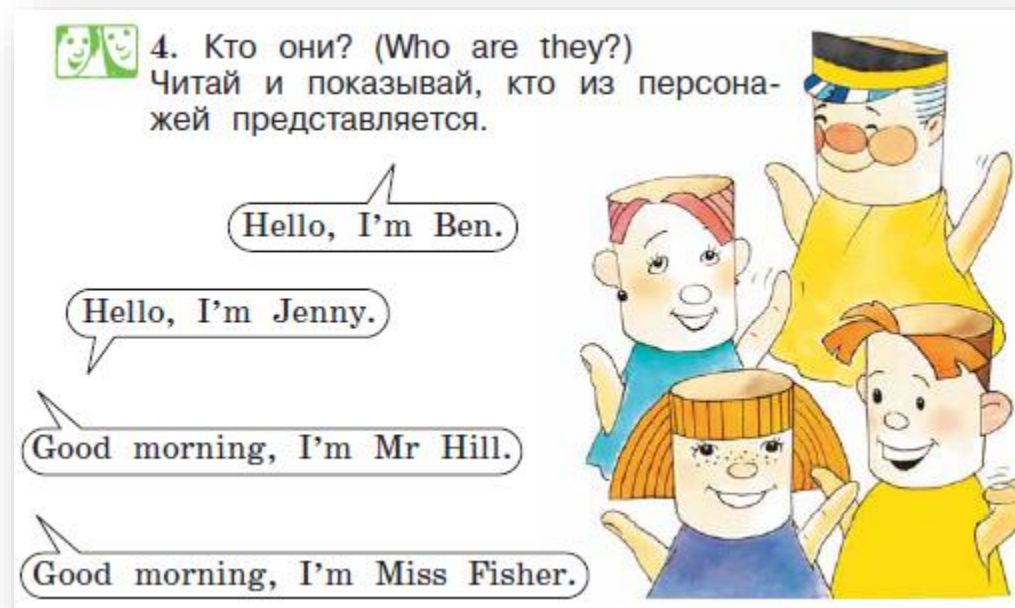 4. Кто они? (Who are they?)
Читай и показывай, кто из персона-
жей представляется.
Hello, I’m Ben.
Hello, I’m Jenny.
Good morning, I’m Mr Hill.
Good morning, I’m Miss Fisher.